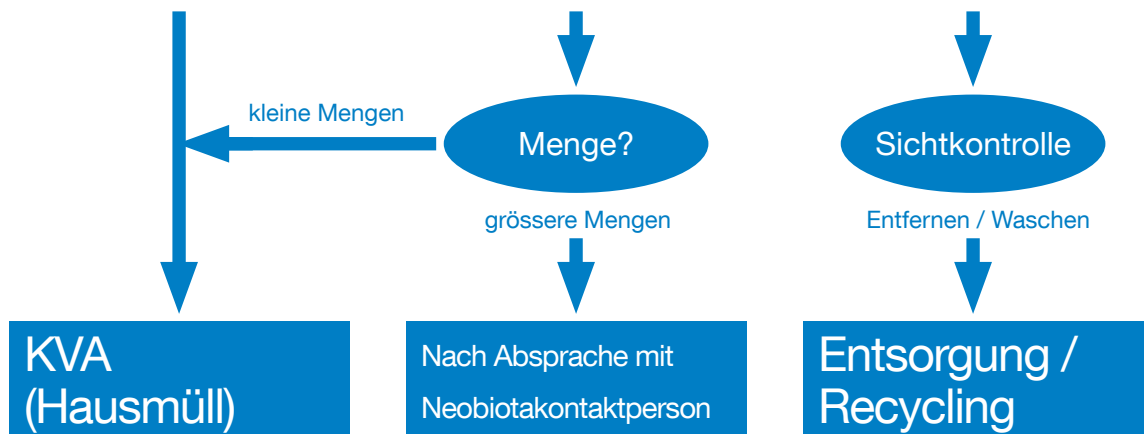 kleine Mengen
Menge?
Sichtkontrolle
grössere Mengen
Entfernen / Waschen
KVA
(Hausmüll)
Nach Absprache mit
Neobiotakontaktperson
Entsorgung /
Recycling